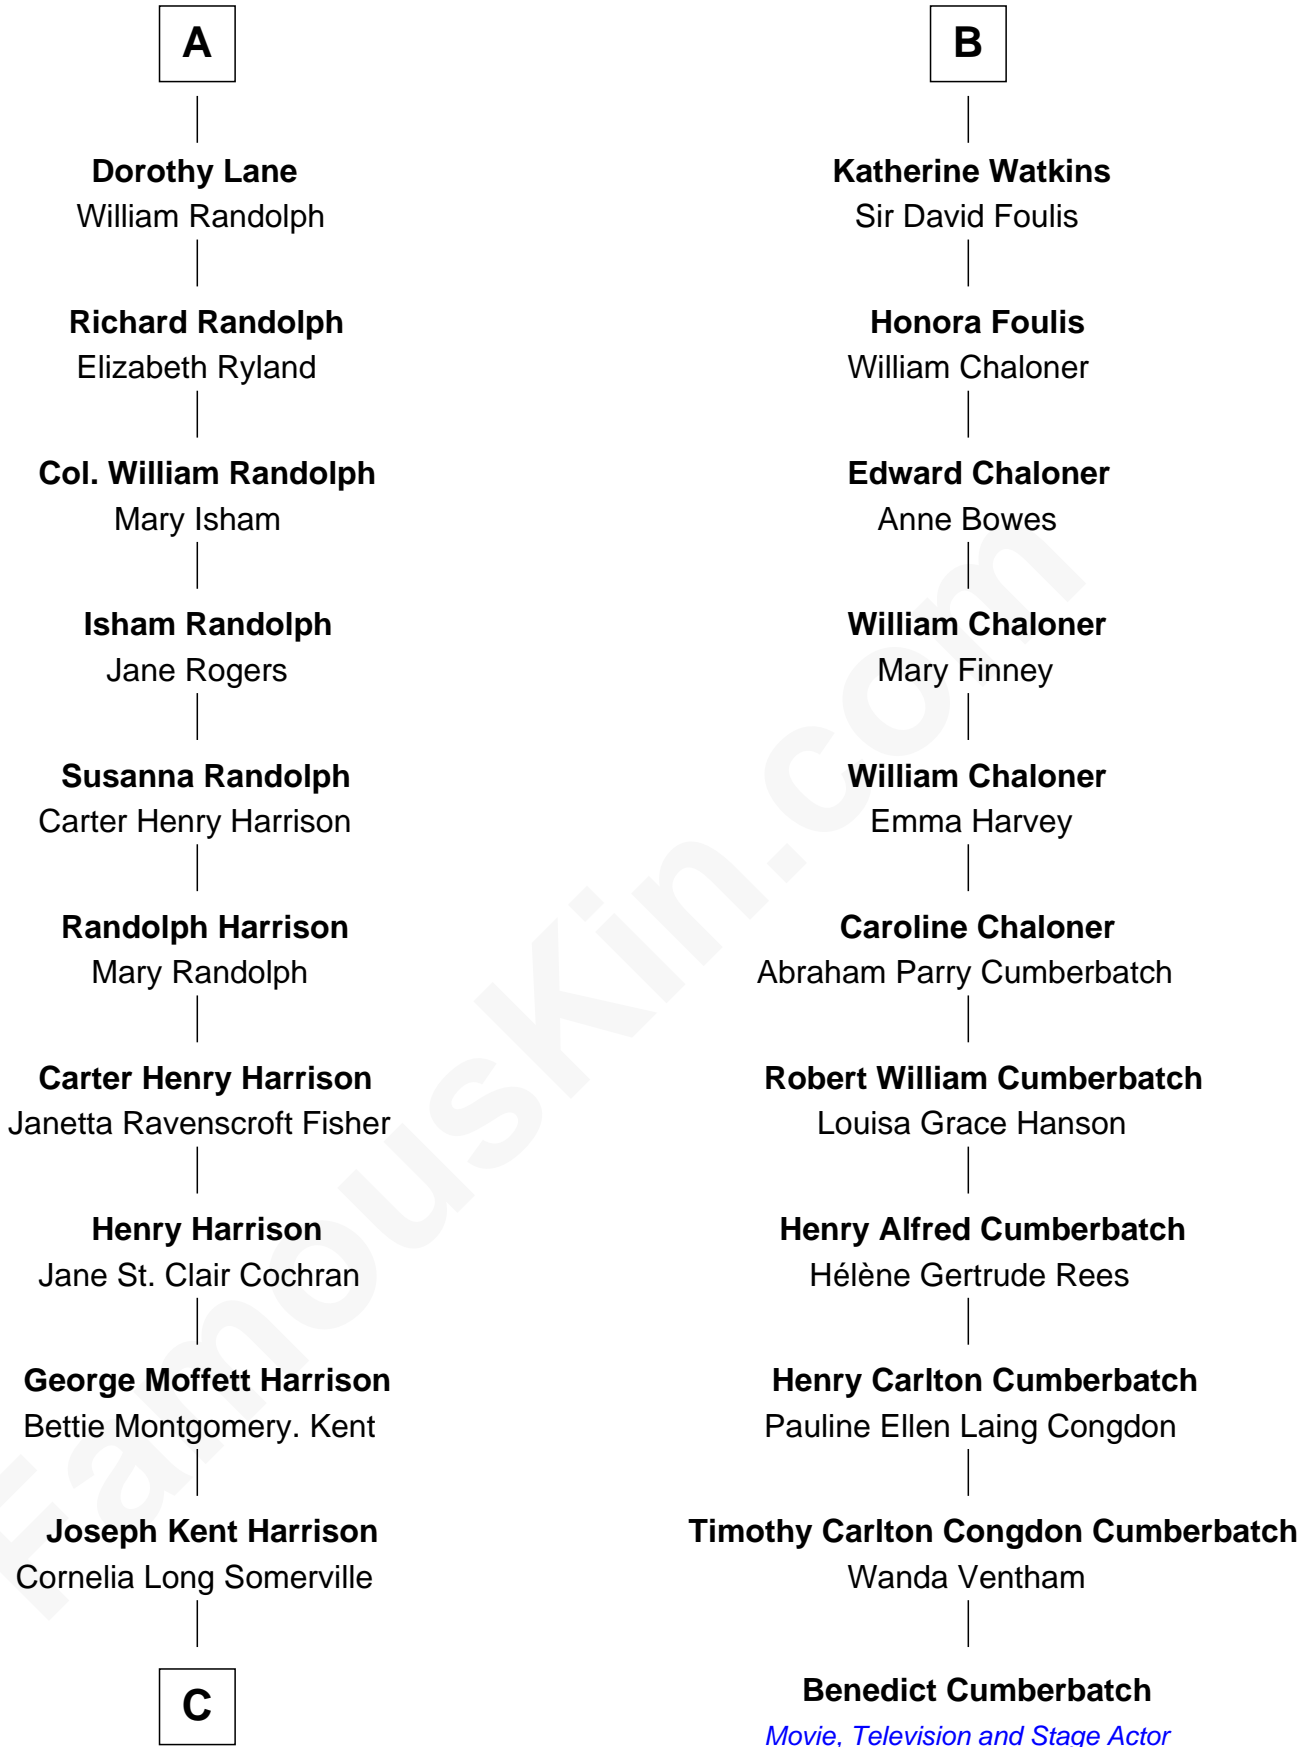 A
Dorothy Lane
William Randolph
Richard Randolph
Elizabeth Ryland
Col. William Randolph
Mary Isham
Isham Randolph
Jane Rogers
Susanna Randolph
Carter Henry Harrison
Randolph Harrison
Mary Randolph
Carter Henry Harrison
Janetta Ravenscroft Fisher
Henry Harrison
Jane St. Clair Cochran
George Moffett Harrison
Bettie Montgomery. Kent
Joseph Kent Harrison
Cornelia Long Somerville
C
B
Katherine Watkins
Sir David Foulis
Honora Foulis
William Chaloner
Edward Chaloner
Anne Bowes
William Chaloner
Mary Finney
William Chaloner
Emma Harvey
Caroline Chaloner
Abraham Parry Cumberbatch
Robert William Cumberbatch
Louisa Grace Hanson
Henry Alfred Cumberbatch
Hélène Gertrude Rees
Henry Carlton Cumberbatch
Pauline Ellen Laing Congdon
Timothy Carlton Congdon Cumberbatch
Wanda Ventham
Benedict Cumberbatch
Movie, Television and Stage Actor
FamousKin.com